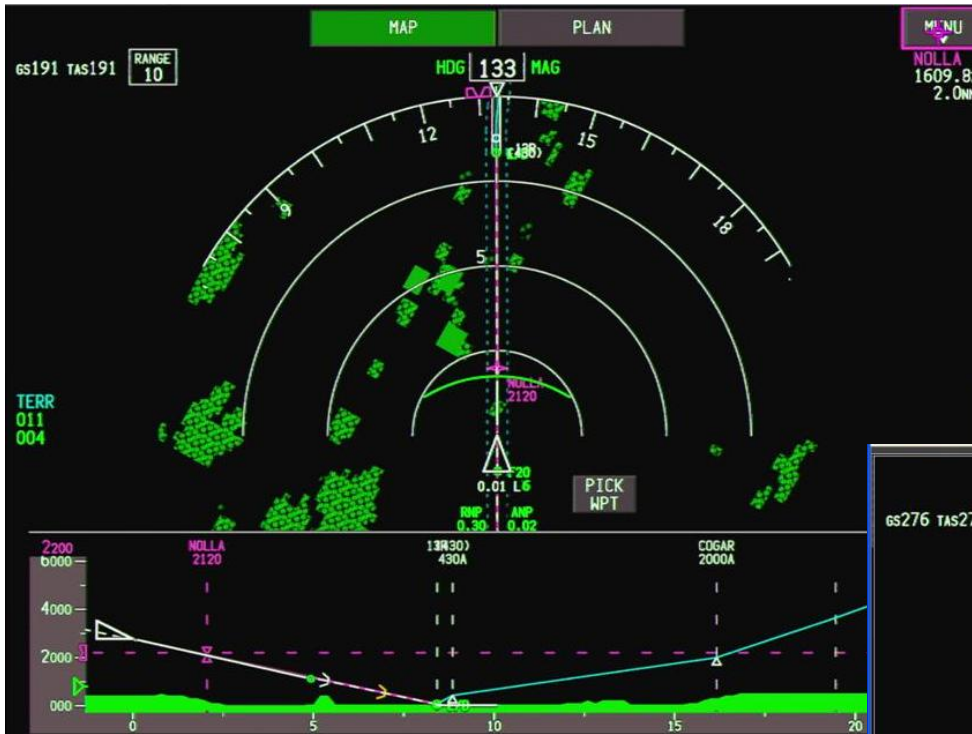 MAP
PLAN
MENU
GS191 TAS191
RANGE
10
HDG 133 MAG
NOLLA
1609.8
2.0NM
12
15
9
18
5
NOLLA
2120
TERR
011
004
0.01 L
PICK
WPT
RNP
0.30
ANP
0.02
GS276 TAS27
2200
NOLLA
2120
430A
COGAR
2000A
6000
4000
2000
000
0
5
10
15
20